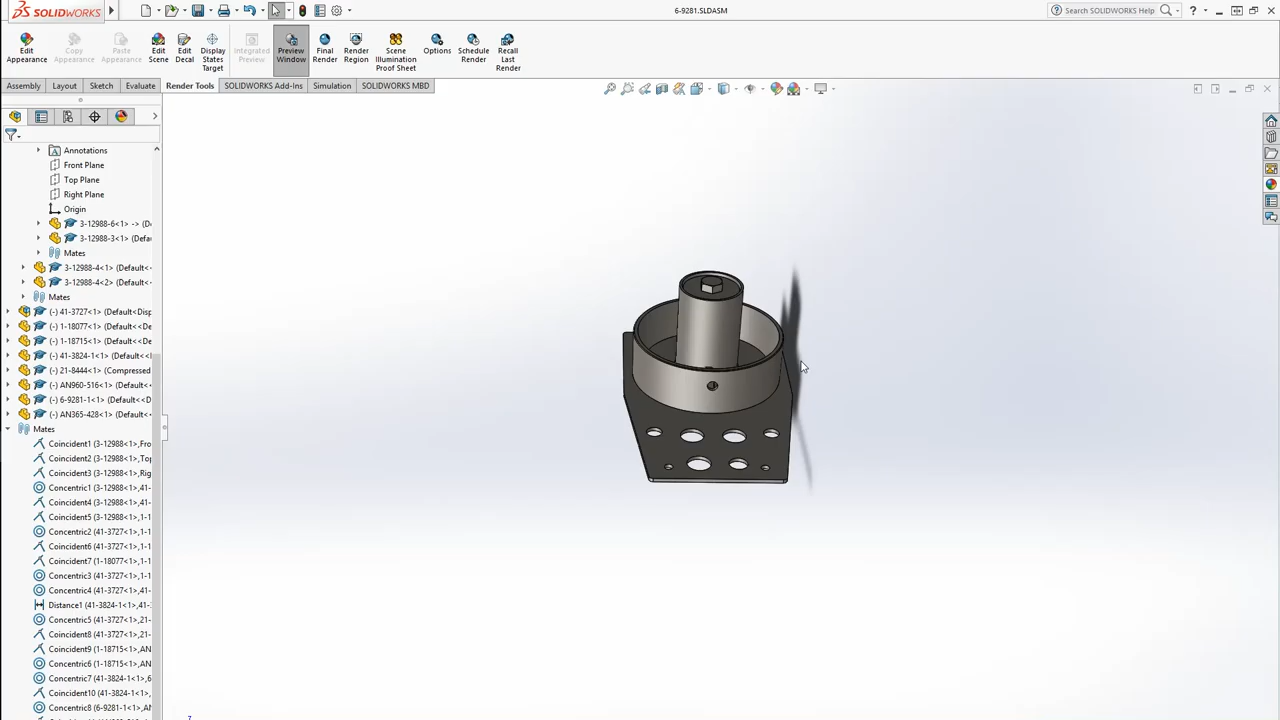 SOLIDWORKS
6-9281.SLDASM
Search SOLIDWORKS Help
Edit Appearance
Copy Appearance
Paste Appearance
Edit Scene
Edit Decal
Display States Target
Integrated Preview
Preview Window
Final Render
Render Region
Scene Illumination Proof Sheet
Options
Schedule Render
Recall Last Render
Assembly
Layout
Sketch
Evaluate
Render Tools
SOLIDWORKS Add-Ins
Simulation
SOLIDWORKS MBD
Annotations
Front Plane
Top Plane
Right Plane
Origin
3-12988-6<1> -> (D
3-12988-3<1> (Defau
Mates
3-12988-4<1> (Default<
3-12988-4<2> (Default<
Mates
(-) 41-3727<1> (Default<Disp
(-) 1-18077<1> (Default<<De
(-) 1-18715<1> (Default<<De
(-) 41-3824-1<1> (Default<<
(-) 21-8444<1> (Compressed
(-) AN960-516<1> (Default<
(-) 6-9281-1<1> (Default<<D
(-) AN365-428<1> (Default<
Mates
Coincident1 (3-12988<1>,Fro
Coincident2 (3-12988<1>,Top
Coincident3 (3-12988<1>,Rig
Concentric1 (3-12988<1>,41-
Coincident4 (3-12988<1>,41-
Coincident5 (3-12988<1>,1-1
Concentric2 (41-3727<1>,1-1
Coincident6 (41-3727<1>,1-1
Coincident7 (1-18077<1>,1-1
Concentric3 (41-3727<1>,1-1
Concentric4 (41-3727<1>,41-
Distance1 (41-3824-1<1>,41-
Concentric5 (41-3727<1>,21-
Coincident8 (41-3727<1>,21-
Coincident9 (1-18715<1>,AN
Concentric6 (1-18715<1>,AN
Concentric7 (41-3824-1<1>,6
Coincident10 (41-3824-1<1>,
Concentric8 (6-9281-1<1>,AN